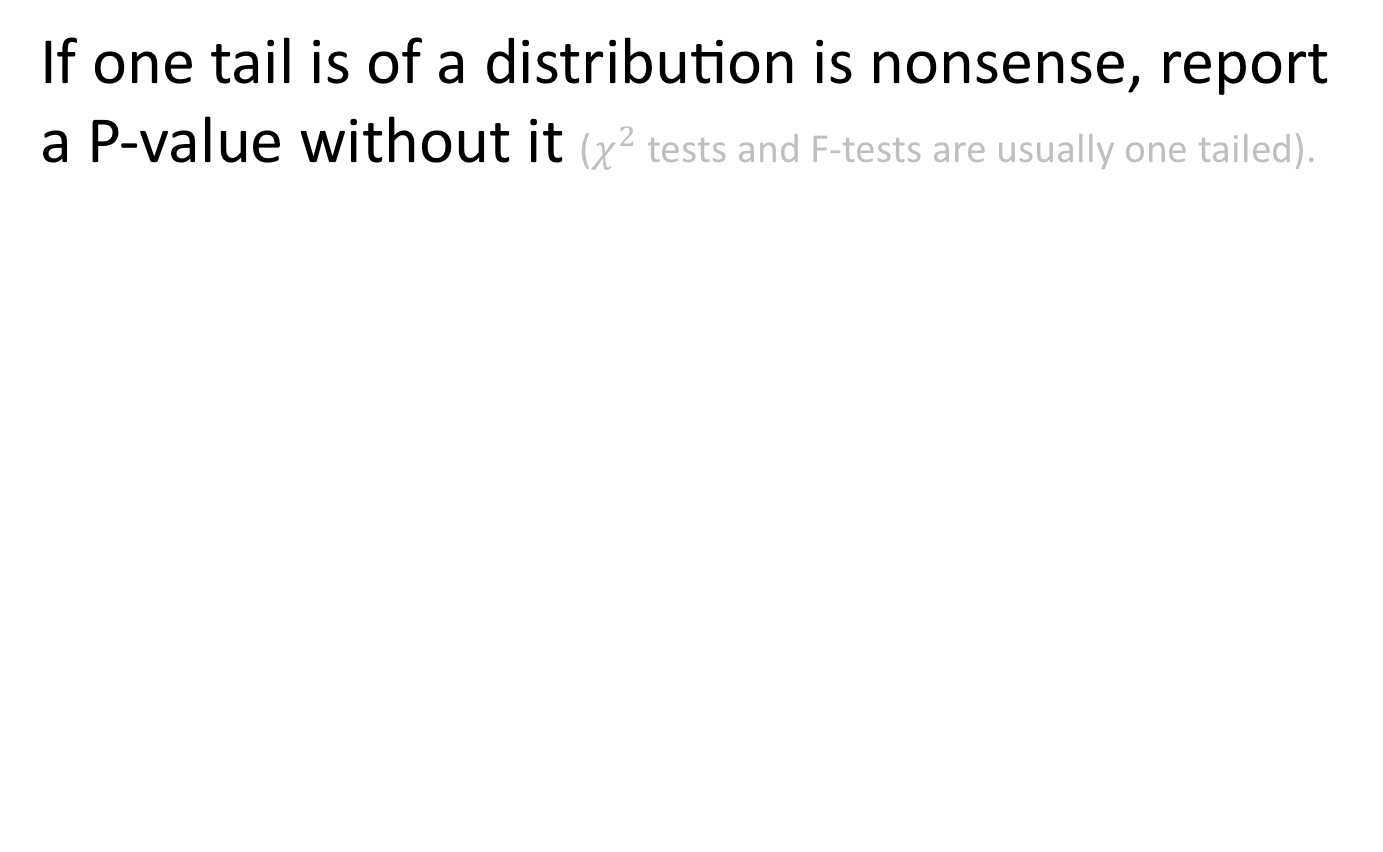 If one tail is of a distribution is nonsense, report
a P-value without it (χ² tests and F-tests are usually one tailed).